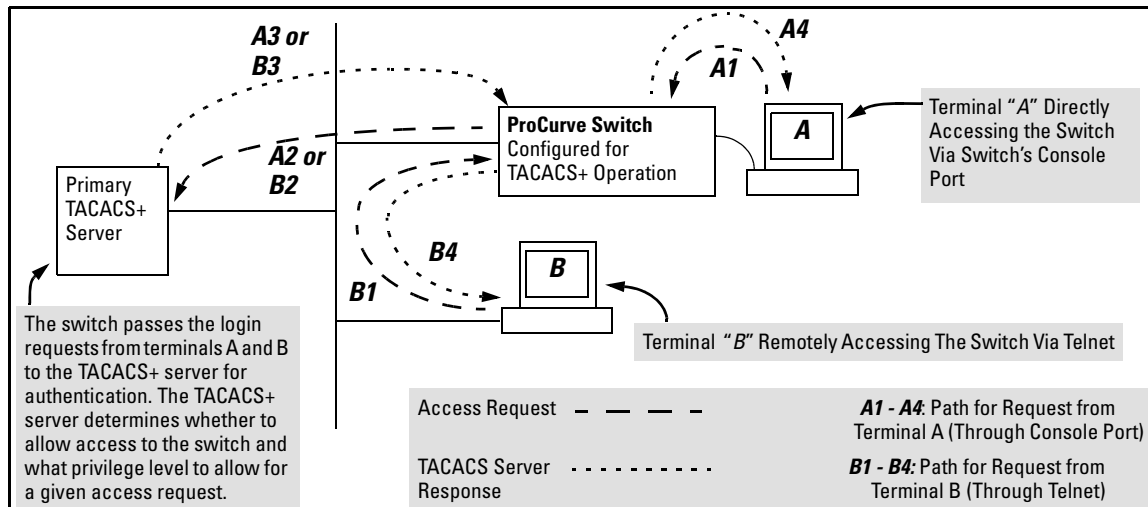 A3 or
B3
A4
A1
ProCurve Switch
Configured for
TACACS+ Operation
A
Terminal "A" Directly
Accessing the Switch
Via Switch's Console
Port
A2 or
B2
Primary
TACACS+
Server
B4
B1
B
The switch passes the login
requests from terminals A and B
to the TACACS+ server for
authentication. The TACACS+
server determines whether to
allow access to the switch and
what privilege level to allow for
a given access request.
Terminal "B" Remotely Accessing The Switch Via Telnet
Access Request
A1 - A4: Path for Request from
Terminal A (Through Console Port)
TACACS Server
Response
B1 - B4: Path for Request from
Terminal B (Through Telnet)